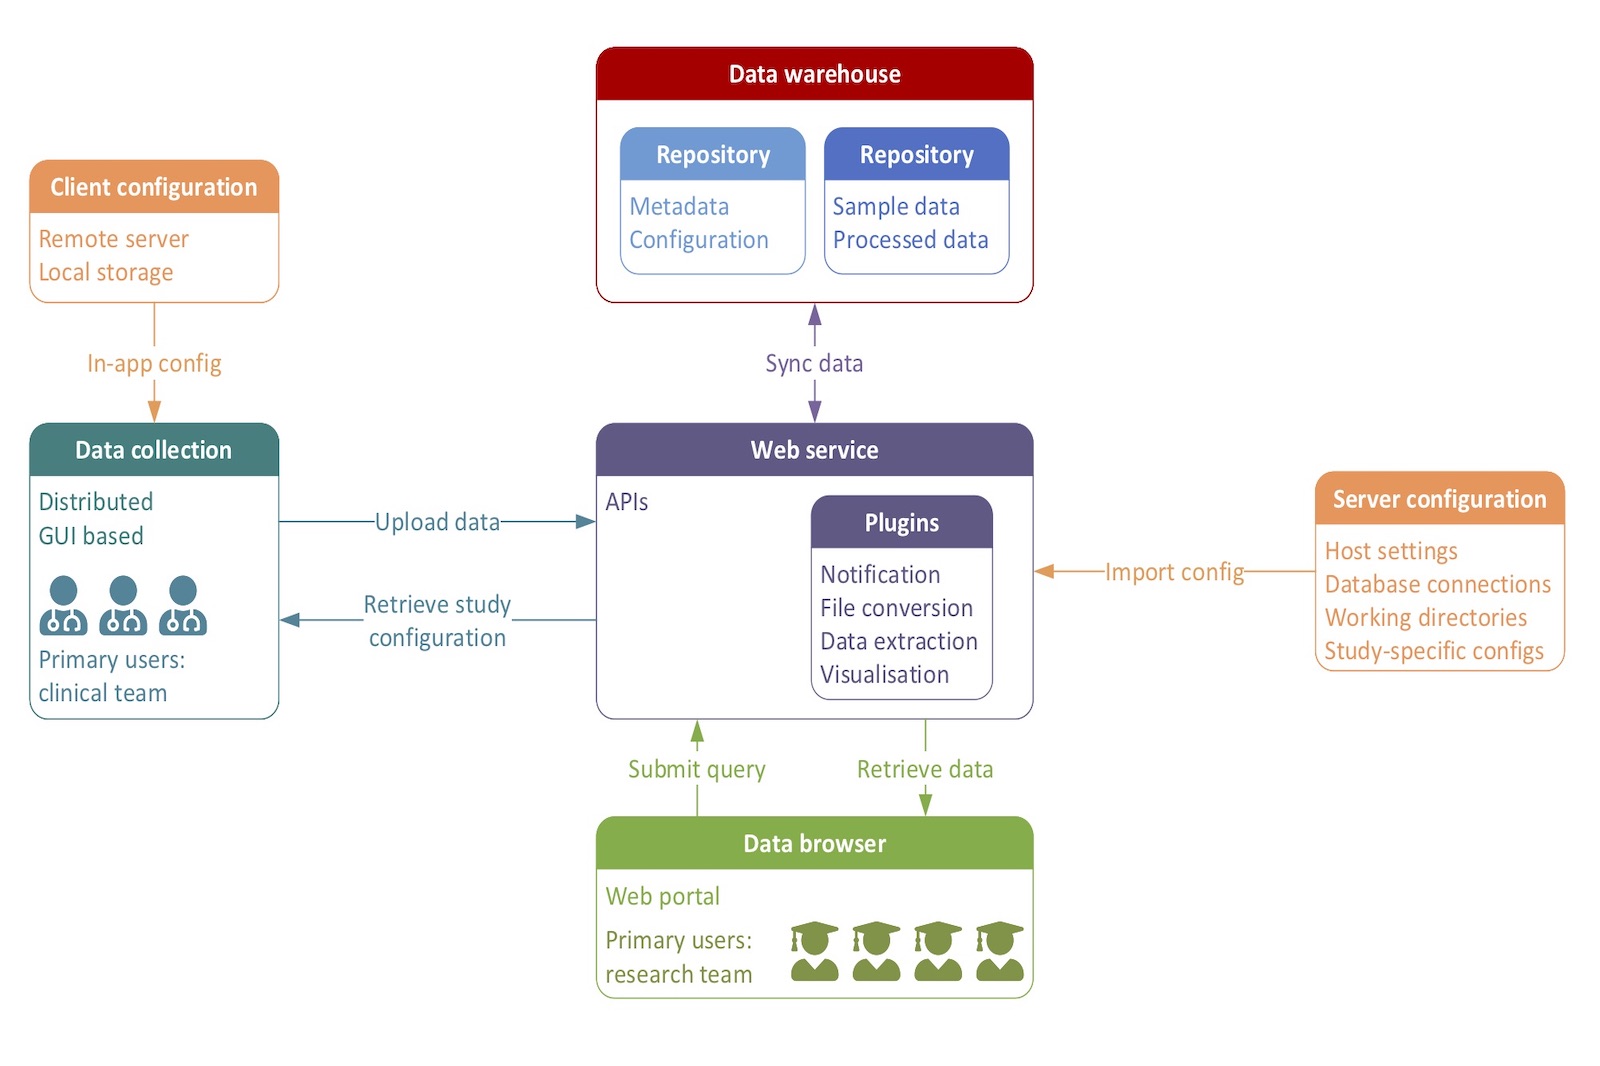 Data warehouse
Repository
Metadata
Configuration
Repository
Sample data
Processed data
Client configuration
Remote server
Local storage
In-app config
Sync data
Data collection
Distributed
GUI based
Primary users:
clinical team
Upload data
Retrieve study
configuration
Web service
APIs
Plugins
Notification
File conversion
Data extraction
Visualisation
Import config
Server configuration
Host settings
Database connections
Working directories
Study-specific configs
Submit query
Retrieve data
Data browser
Web portal
Primary users:
research team